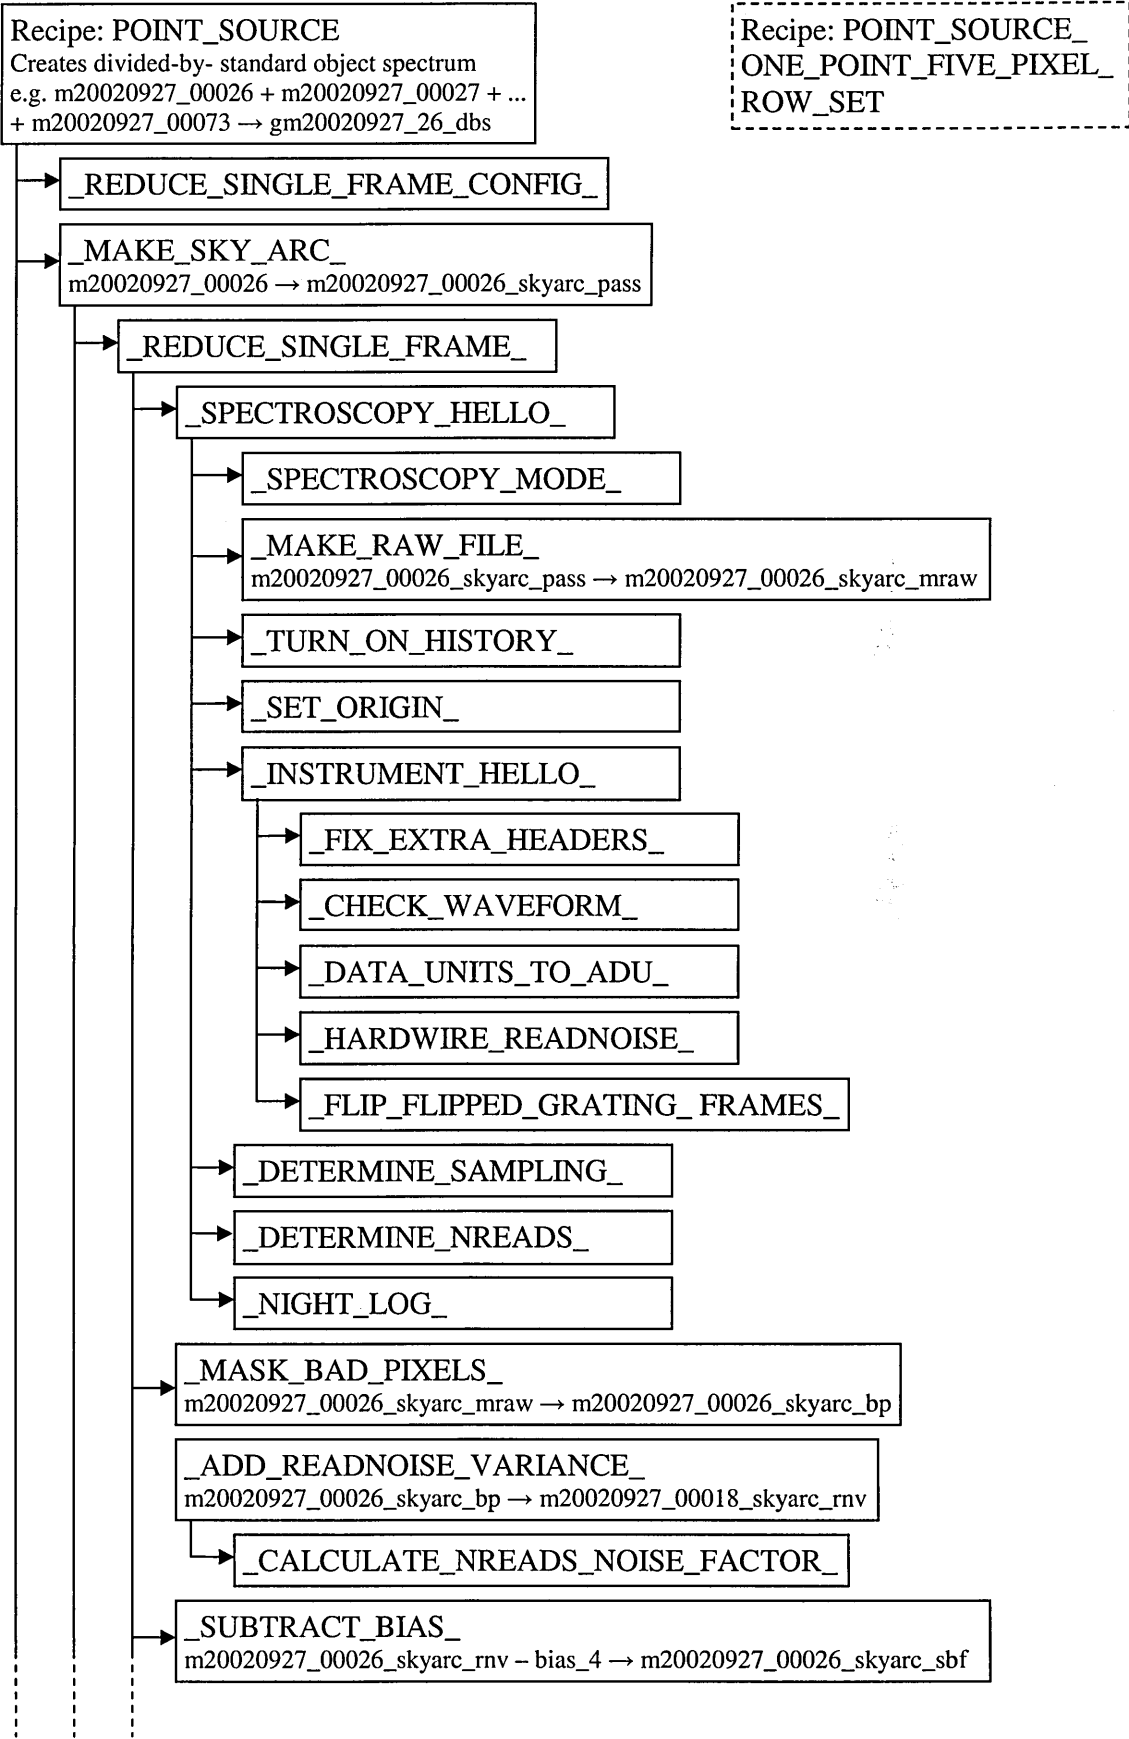 Recipe: POINT_SOURCE
Creates divided-by- standard object spectrum
e.g. m20020927_00026 + m20020927_00027 + ...
+ m20020927_00073 → gm20020927_26_dbs
Recipe: POINT_SOURCE_
ONE_POINT_FIVE_PIXEL_
ROW_SET
_REDUCE_SINGLE_FRAME_CONFIG_
_MAKE_SKY_ARC_
m20020927_00026 → m20020927_00026_skyarc_pass
_REDUCE_SINGLE_FRAME_
_SPECTROSCOPY_HELLO_
_SPECTROSCOPY_MODE_
_MAKE_RAW_FILE_
m20020927_00026_skyarc_pass → m20020927_00026_skyarc_mraw
_TURN_ON_HISTORY_
_SET_ORIGIN_
_INSTRUMENT_HELLO_
_FIX_EXTRA_HEADERS_
_CHECK_WAVEFORM_
_DATA_UNITS_TO_ADU_
_HARDWIRE_READNOISE_
_FLIP_FLIPPED_GRATING_ FRAMES_
_DETERMINE_SAMPLING_
_DETERMINE_NREADS_
_NIGHT_LOG_
_MASK_BAD_PIXELS_
m20020927_00026_skyarc_mraw → m20020927_00026_skyarc_bp
_ADD_READNOISE_VARIANCE_
m20020927_00026_skyarc_bp → m20020927_00018_skyarc_rnv
_CALCULATE_NREADS_NOISE_FACTOR_
_SUBTRACT_BIAS_
m20020927_00026_skyarc_rnv – bias_4 → m20020927_00026_skyarc_sbf